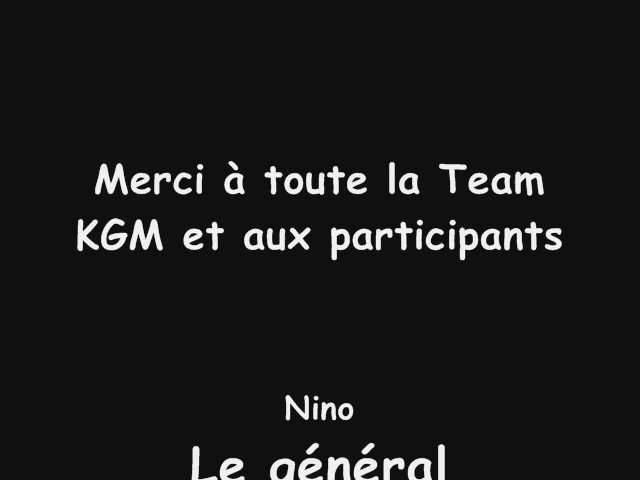 Merci à toute la Team
KGM et aux participants
Nino
Le général